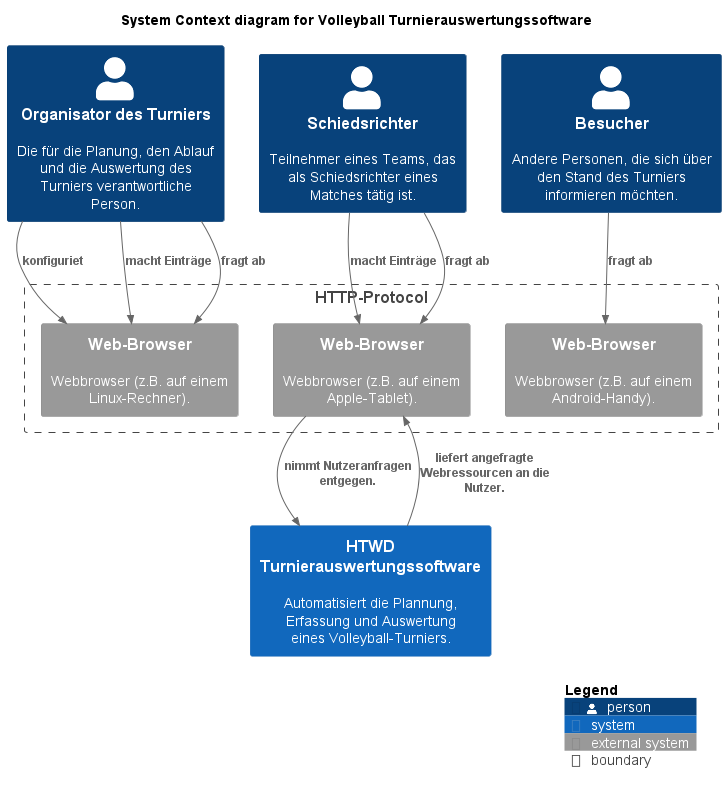 System Context diagram for Volleyball Turnierauswertungssoftware
Organisator des Turniers
Die für die Planung, den Ablauf
und die Auswertung des
Turniers verantwortliche
Person.
Schiedsrichter
Teilnehmer eines Teams, das
als Schiedsrichter eines
Matches tätig ist.
Besucher
Andere Personen, die sich über
den Stand des Turniers
informieren möchten.
konfiguriet
macht Einträge
fragt ab
macht Einträge
fragt ab
fragt ab
HTTP-Protocol
Web-Browser
Webbrowser (z.B. auf einem
Linux-Rechner).
Web-Browser
Webbrowser (z.B. auf einem
Apple-Tablet).
Web-Browser
Webbrowser (z.B. auf einem
Android-Handy).
nimmt Nutzeranfragen
entgegen.
liefert angefragte
Webressourcen an die
Nutzer.
HTWD
Turnierauswertungssoftware
Automatisiert die Plannung,
Erfassung und Auswertung
eines Volleyball-Turniers.
Legend
person
system
external system
boundary